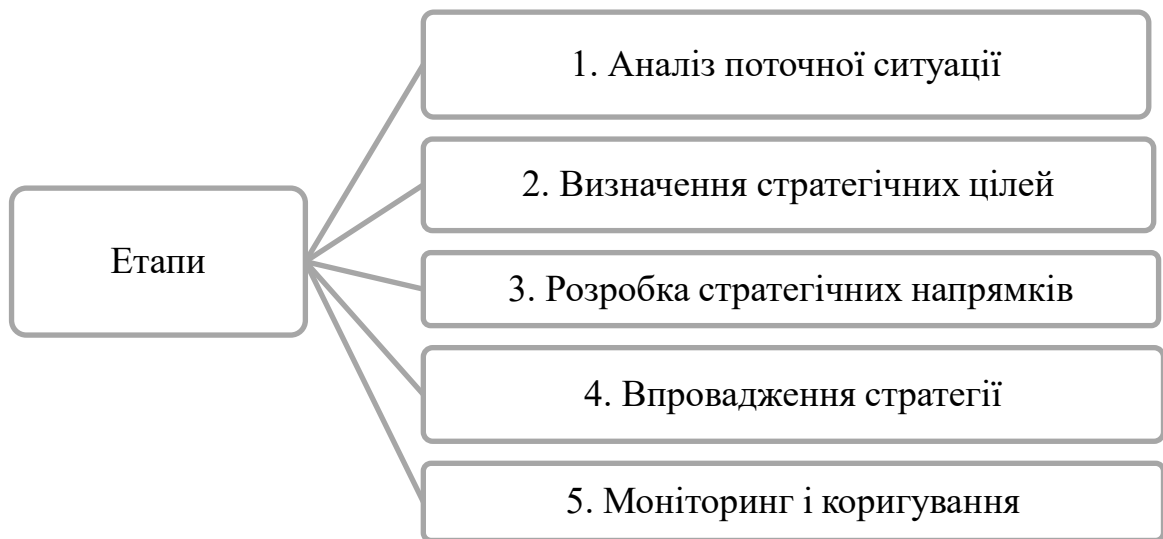 Етапи
1. Аналіз поточної ситуації
2. Визначення стратегічних цілей
3. Розробка стратегічних напрямків
4. Впровадження стратегії
5. Моніторинг і коригування